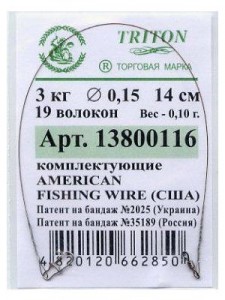 TRITON
® ТОРГОВАЯ МАРКА
3 кг Ø 0,15 14 см
19 волокон Вес - 0,10 г.
Арт. 13800116
комплектующие
AMERICAN
FISHING WIRE (США)
Патент на бандаж №2025 (Украина)
Патент на бандаж №35189 (Россия)
4820120662850